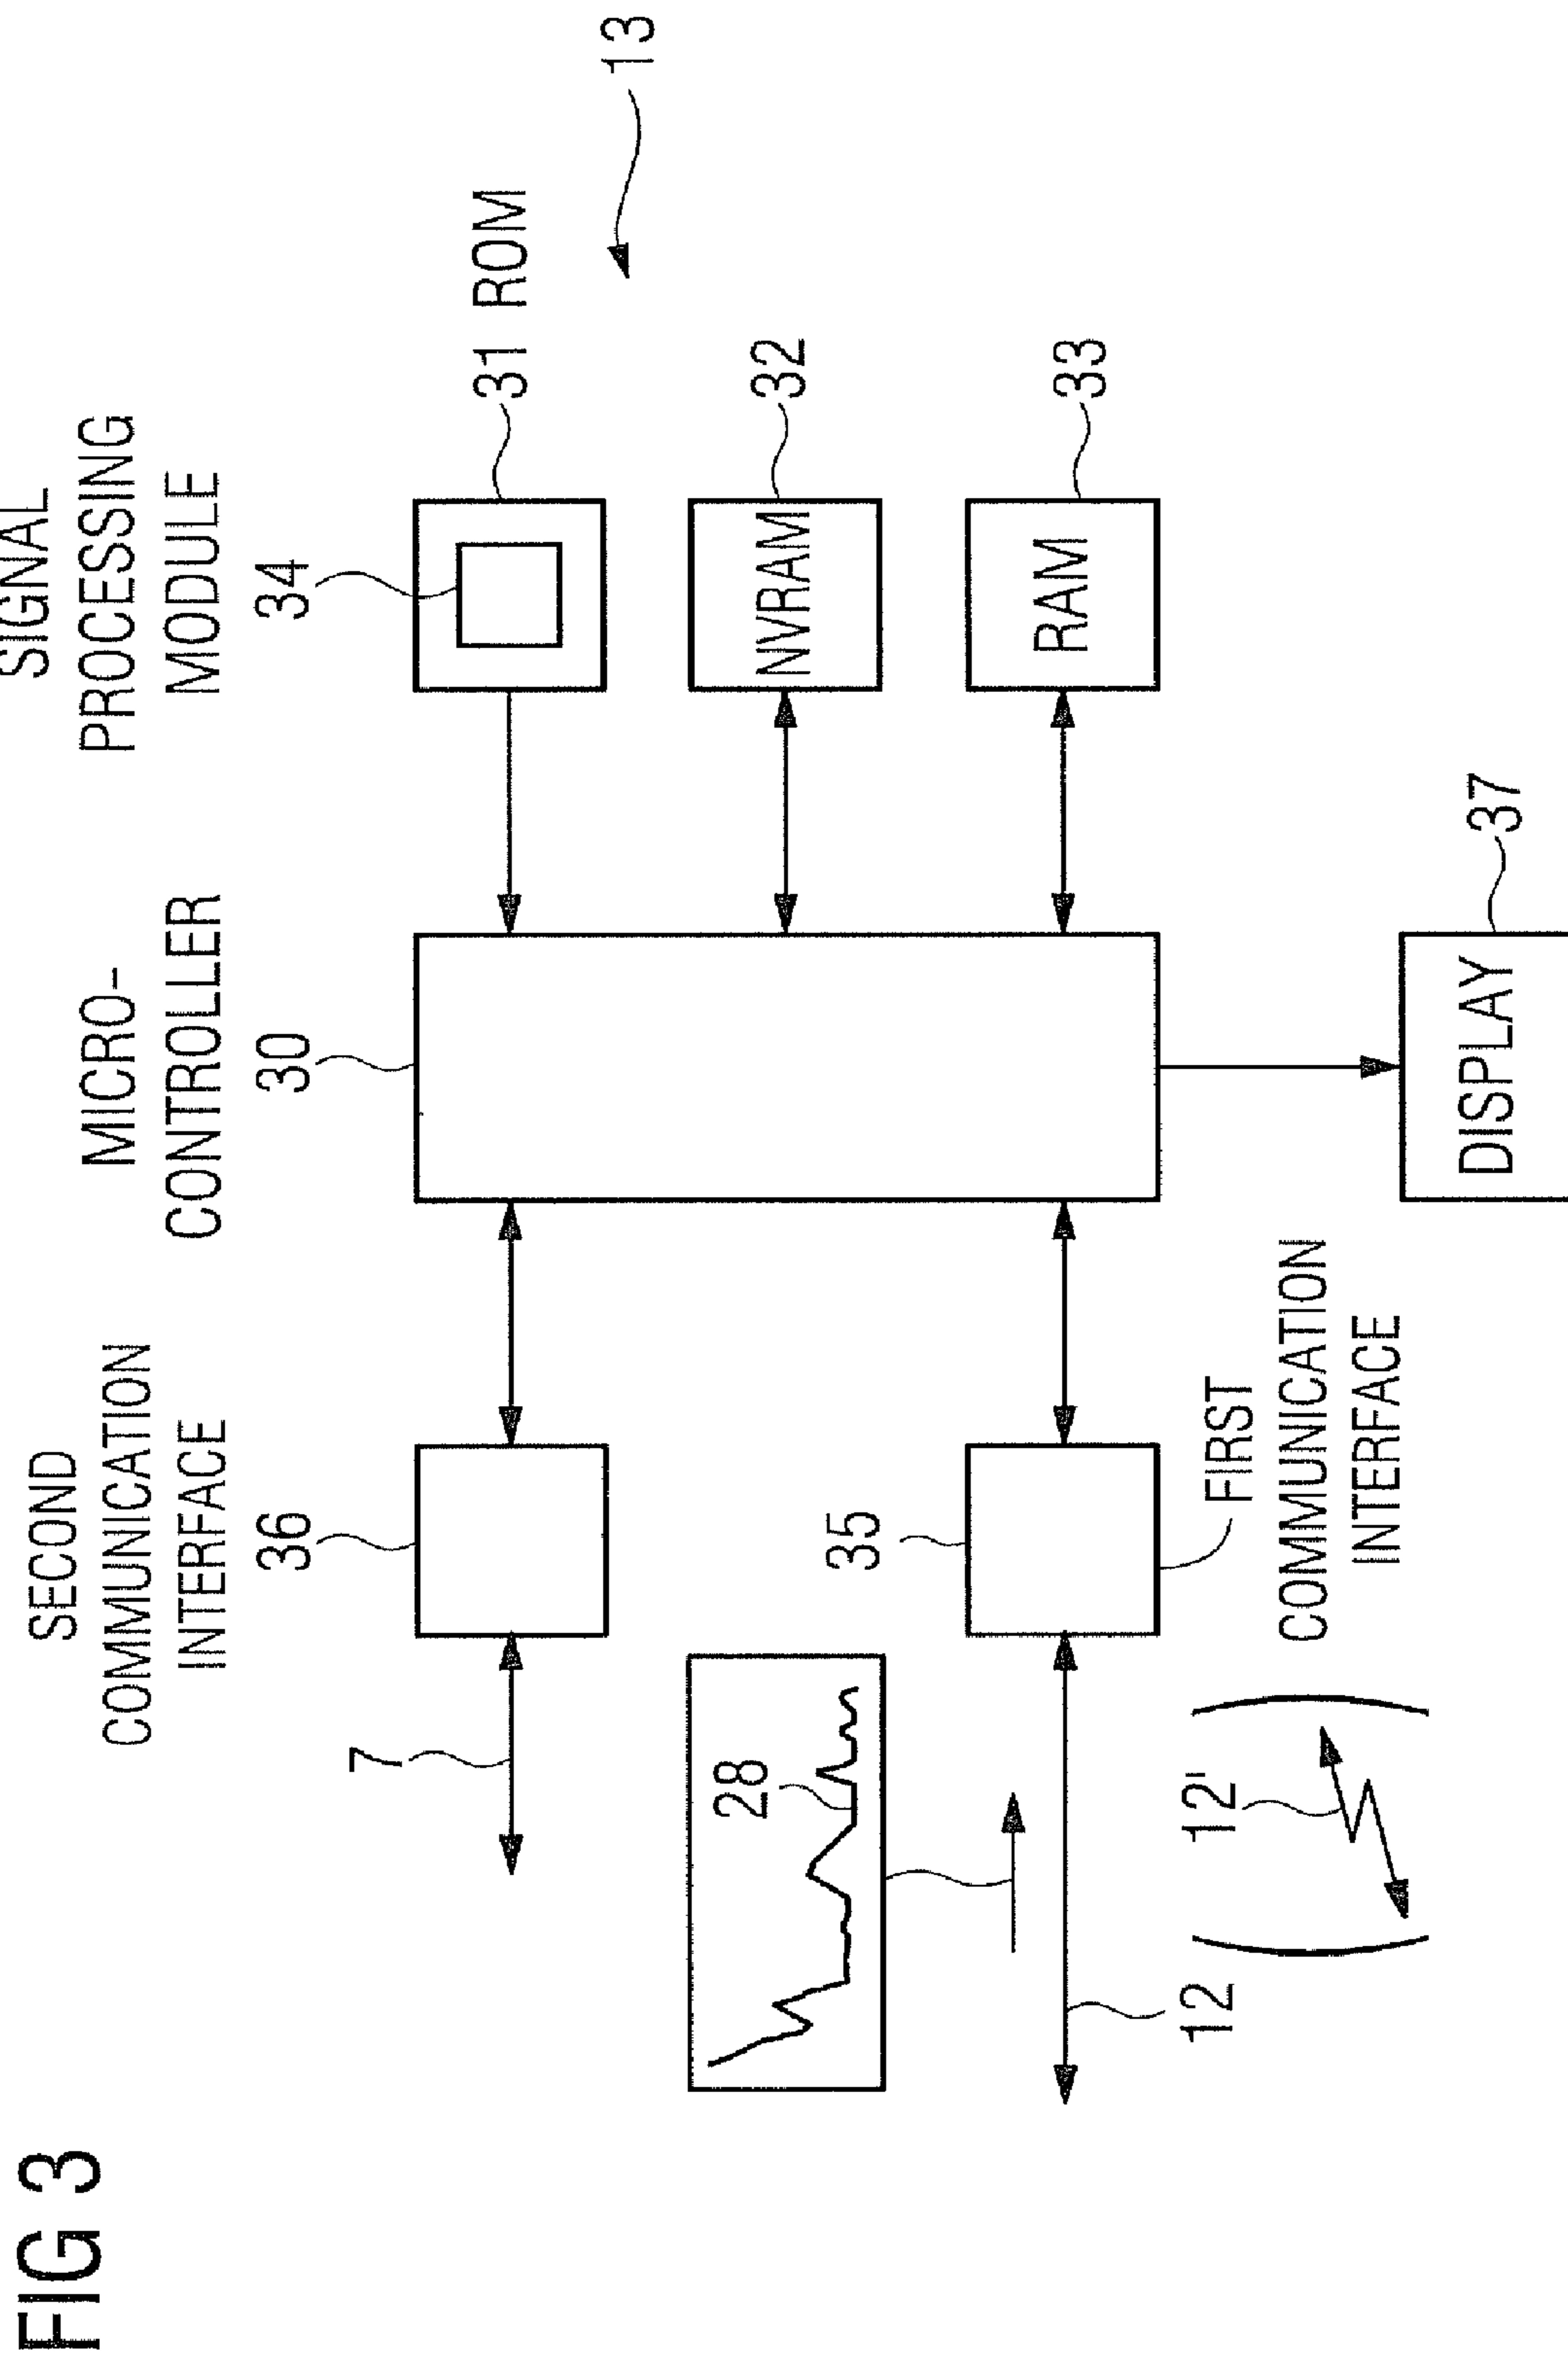 FIG 3
SECOND
COMMUNICATION
INTERFACE
36
MICRO-
CONTROLLER
30
SIGNAL
PROCESSING
MODULE
34
7
31 ROM
13
28
NVRAM
32
35
RAM
33
12
12'
FIRST
COMMUNICATION
INTERFACE
DISPLAY
37